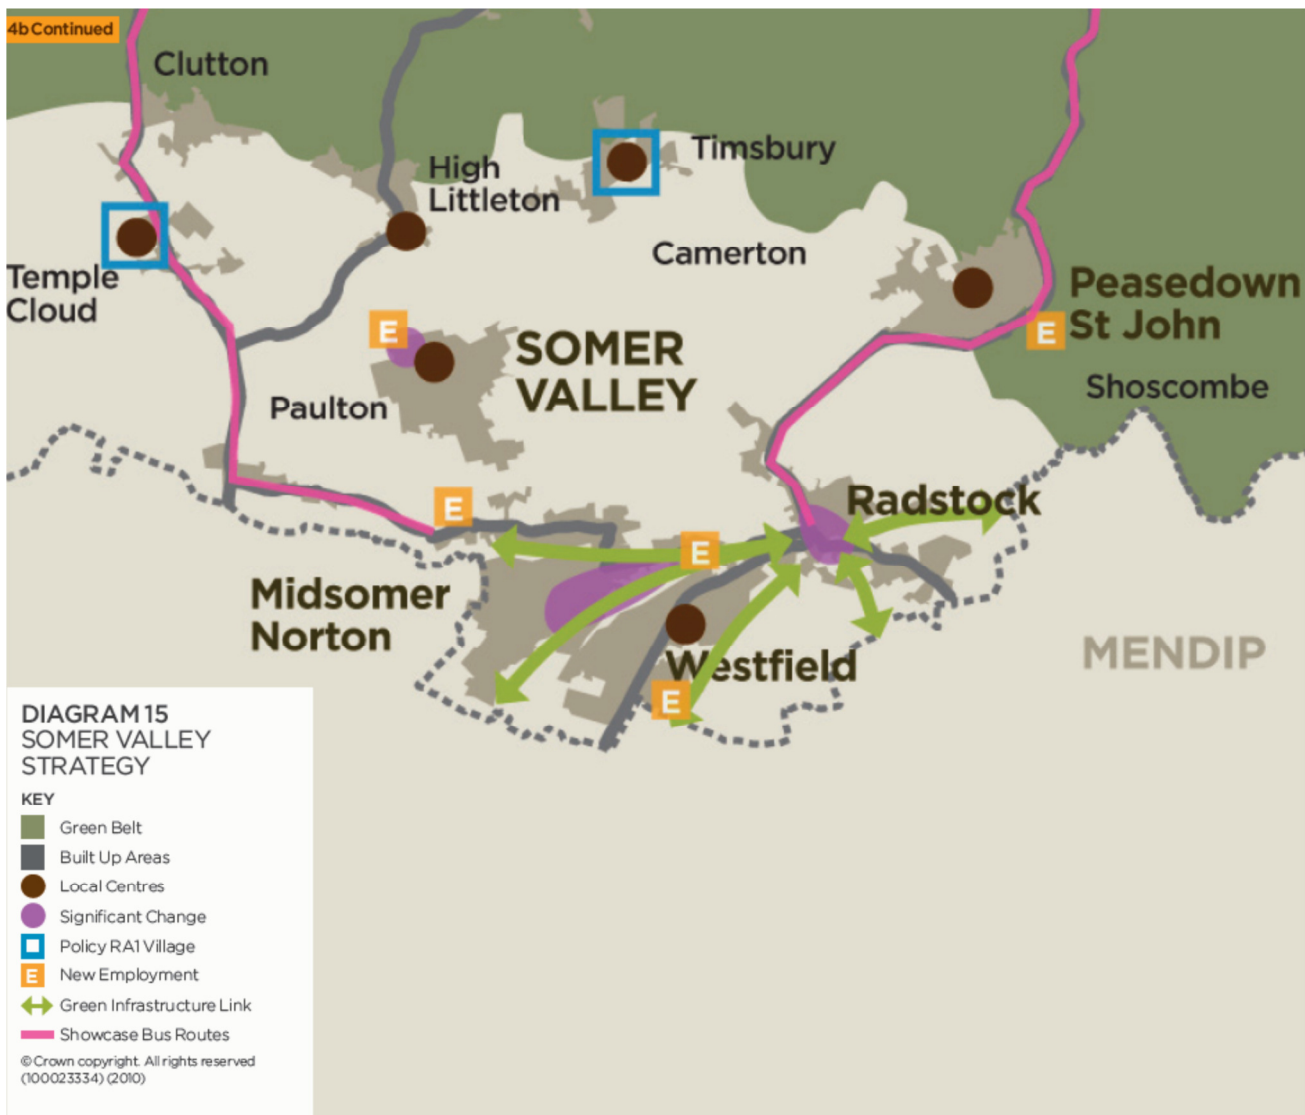 4b Continued
Clutton
High
Littleton
Timsbury
Camerton
Temple
Cloud
Peasedown
St John
E
E
SOMER
VALLEY
Shoscombe
Paulton
E
Radstock
E
Midsomer
Norton
Westfield
E
MENDIP
DIAGRAM 15
SOMER VALLEY
STRATEGY
KEY
Green Belt
Built Up Areas
Local Centres
Significant Change
Policy RA1 Village
E New Employment
Green Infrastructure Link
Showcase Bus Routes
© Crown copyright. All rights reserved
(100023334) (2010)